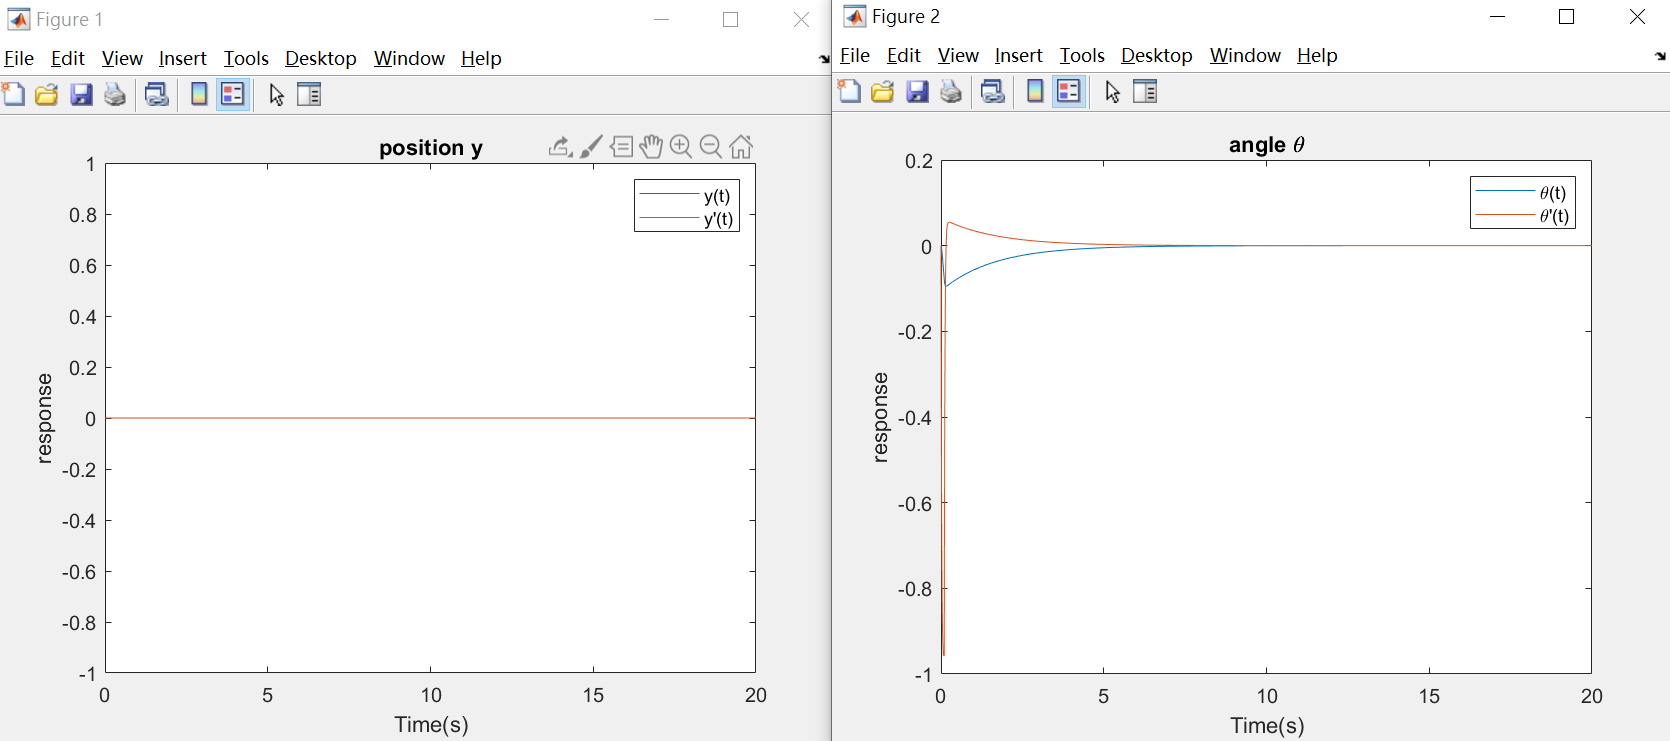 Figure 1
File Edit View Insert Tools Desktop Window Help
position y
y(t)
y'(t)
1
0.8
0.6
0.4
0.2
0
-0.2
-0.4
-0.6
-0.8
-1
response
0 5 10 15 20
Time(s)
Figure 2
File Edit View Insert Tools Desktop Window Help
angle θ
θ(t)
θ'(t)
0.2
0
-0.2
-0.4
-0.6
-0.8
-1
response
0 5 10 15 20
Time(s)